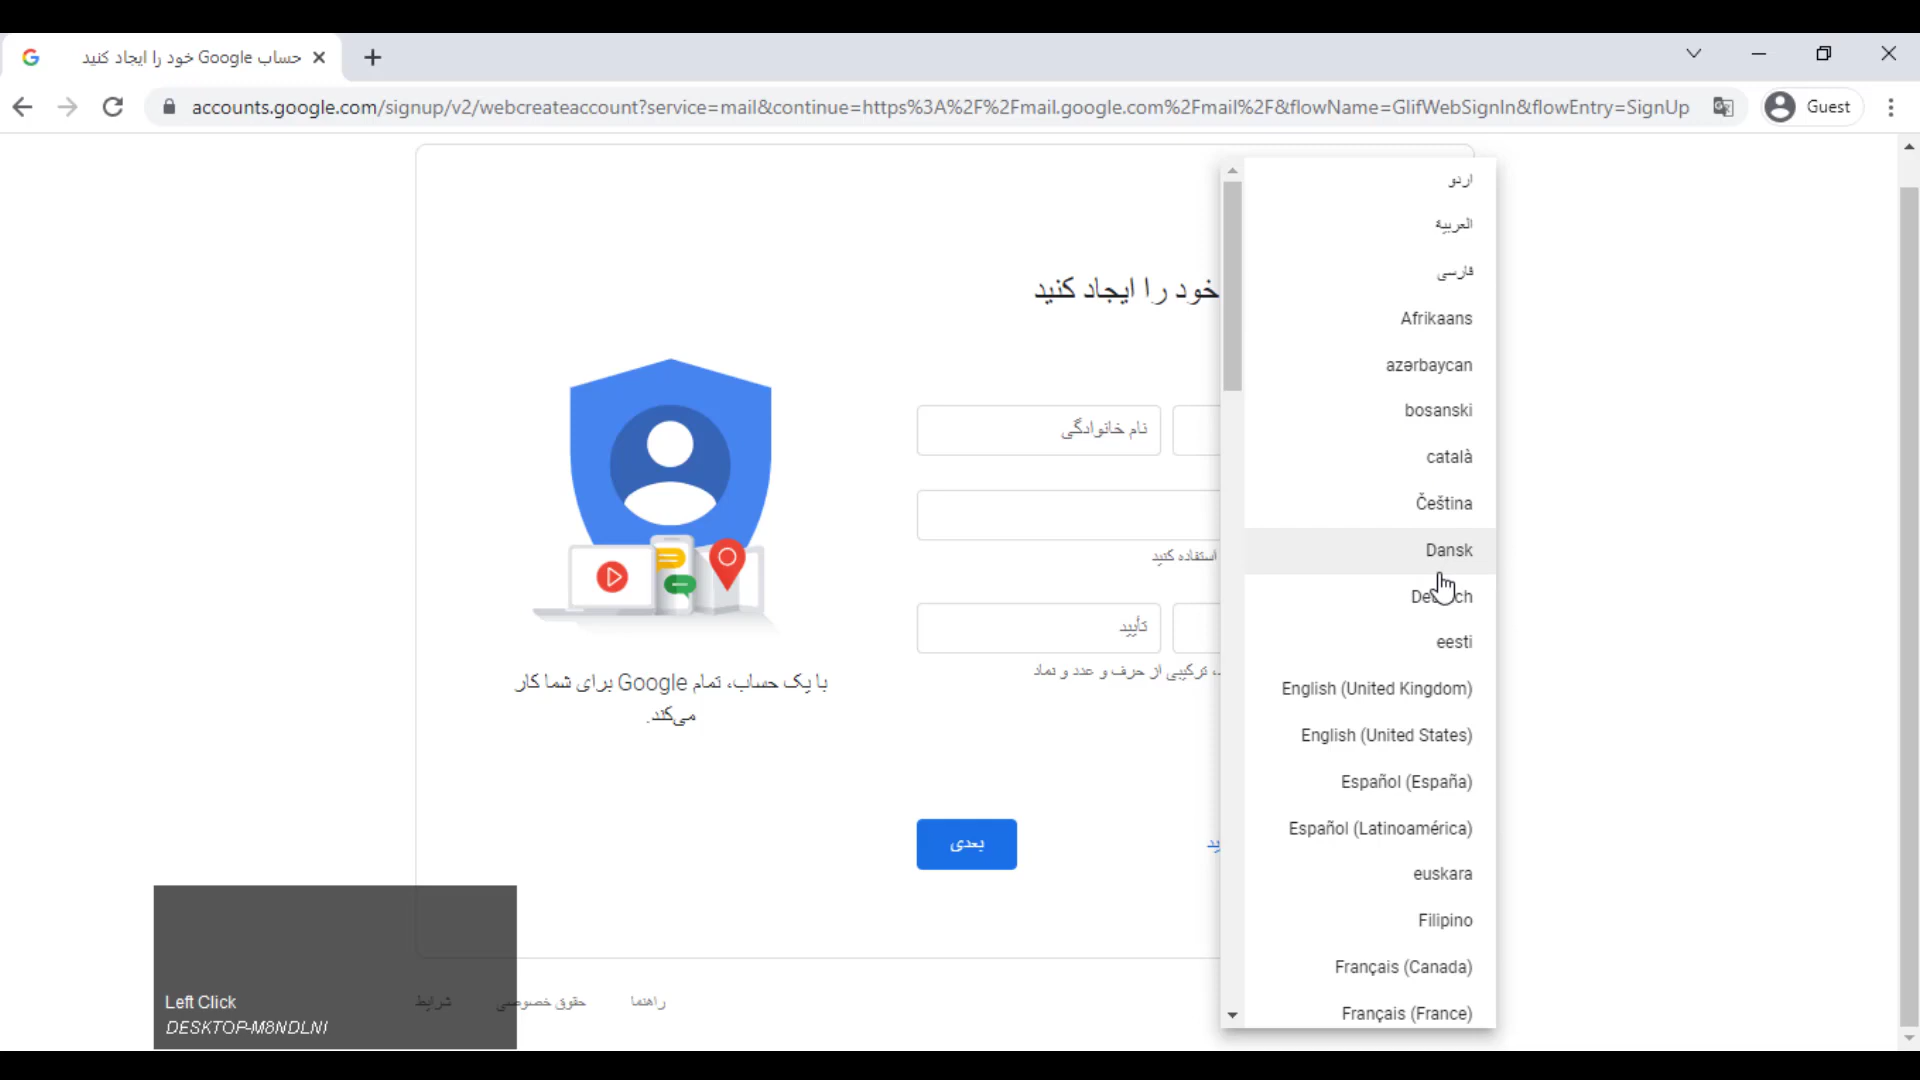 حساب Google خود را ایجاد کنید
accounts.google.com/signup/v2/webcreateaccount?service=mail&continue=https%3A%2F%2Fmail.google.com%2Fmail%2F&flowName=GlifWebSignIn&flowEntry=SignUp
Guest
خود را ایجاد کنید
نام خانوادگی
استفاده کنید
تأیید
ترکیبی از حرف و عدد و نماد
با یک حساب، تمام Google برای شما کار
می‌کند.
بعدی
اردو
العربية
فارسی
Afrikaans
azərbaycan
bosanski
català
Čeština
Dansk
eesti
English (United Kingdom)
English (United States)
Español (España)
Español (Latinoamérica)
euskara
Filipino
Français (Canada)
Français (France)
راهنما
حقوق خصوصی
شرایط
Left Click
DESKTOP-M8NDLNI